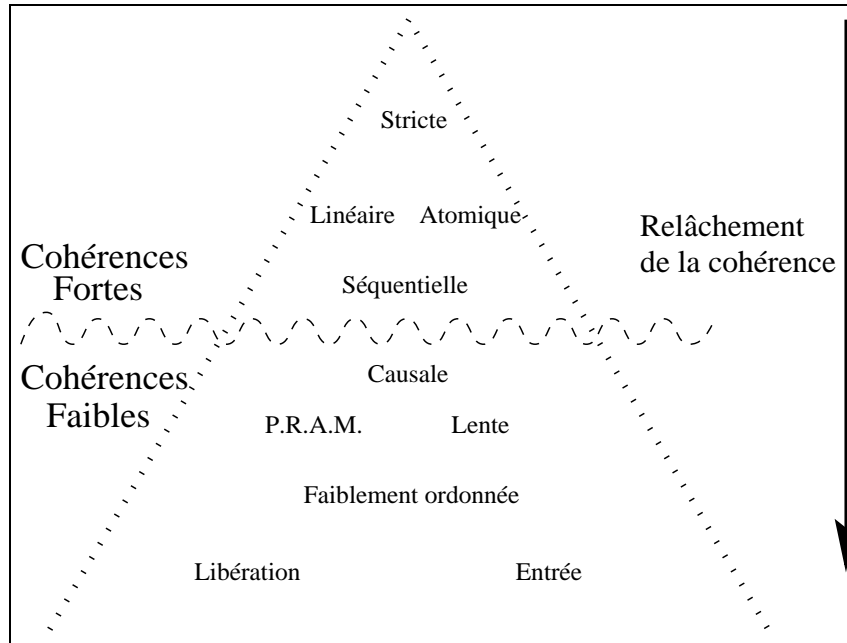 Stricte
Linéaire Atomique
Relâchement
de la cohérence
Cohérences
Fortes
Séquentielle
Cohérences
Faibles
Causale
P.R.A.M. Lente
Faiblement ordonnée
Libération Entrée